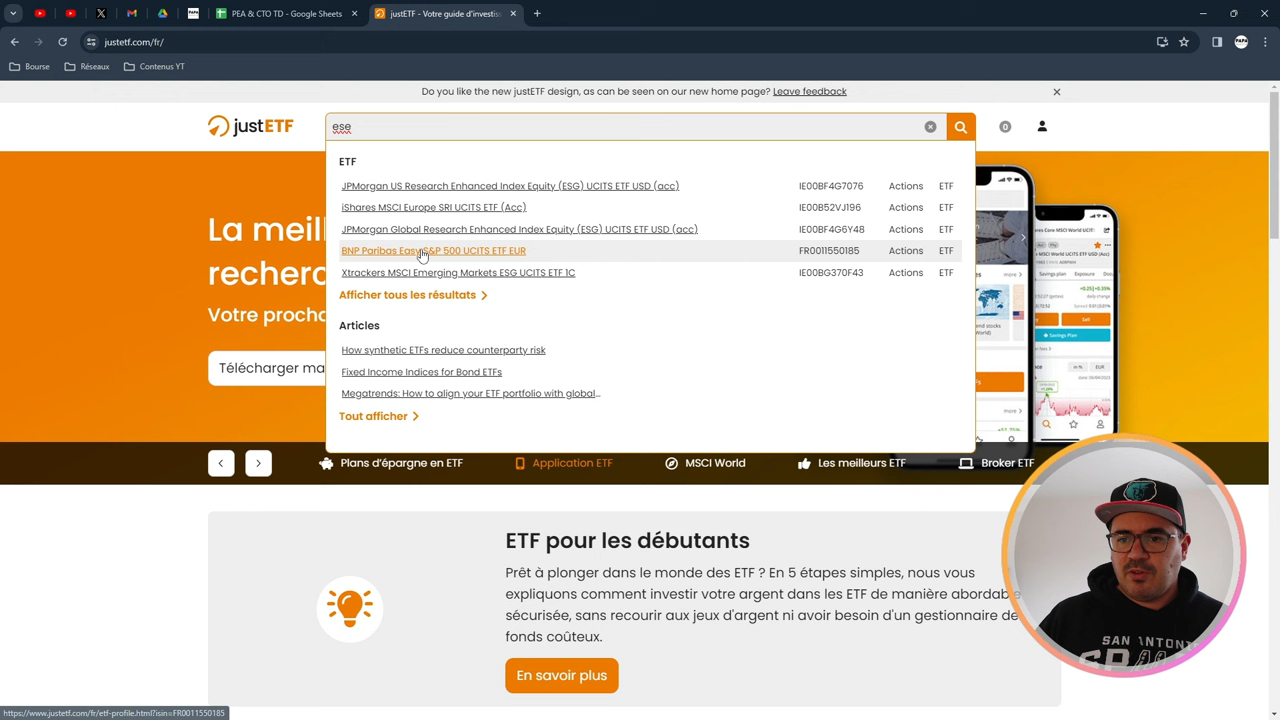 PEA & CTO TD - Google Sheets
justETF - Votre guide d'investis
justetf.com/fr/
PAPA
Bourse
Réseaux
Contenus YT
Do you like the new justETF design, as can be seen on our new home page? Leave feedback
justETF
ese
0
ETF
JPMorgan US Research Enhanced Index Equity (ESG) UCITS ETF USD (acc) IE00BF4G7076 Actions ETF
iShares MSCI Europe SRI UCITS ETF (Acc) IE00B52VJ196 Actions ETF
JPMorgan Global Research Enhanced Index Equity (ESG) UCITS ETF USD (acc) IE00BF4G6Y48 Actions ETF
BNP Paribas Easy S&P 500 UCITS ETF EUR FR0011550185 Actions ETF
Xtrackers MSCI Emerging Markets ESG UCITS ETF 1C IE00BG370F43 Actions ETF
Afficher tous les résultats
Articles
How synthetic ETFs reduce counterparty risk
Fixed Income Indices for Bond ETFs
Megatrends: How to align your ETF portfolio with global...
Tout afficher
La meil
recherc
Votre procho
Télécharger ma
Plans d'épargne en ETF
Application ETF
MSCI World
Les meilleurs ETF
Broker ETF
ETF pour les débutants
Prêt à plonger dans le monde des ETF ? En 5 étapes simples, nous vous
expliquons comment investir votre argent dans les ETF de manière abordable
sécurisée, sans recourir aux jeux d'argent ni avoir besoin d'un gestionnaire de
fonds coûteux.
En savoir plus
SAN ANTONI
https://www.justetf.com/fr/etf-profile.html?isin=FR0011550185